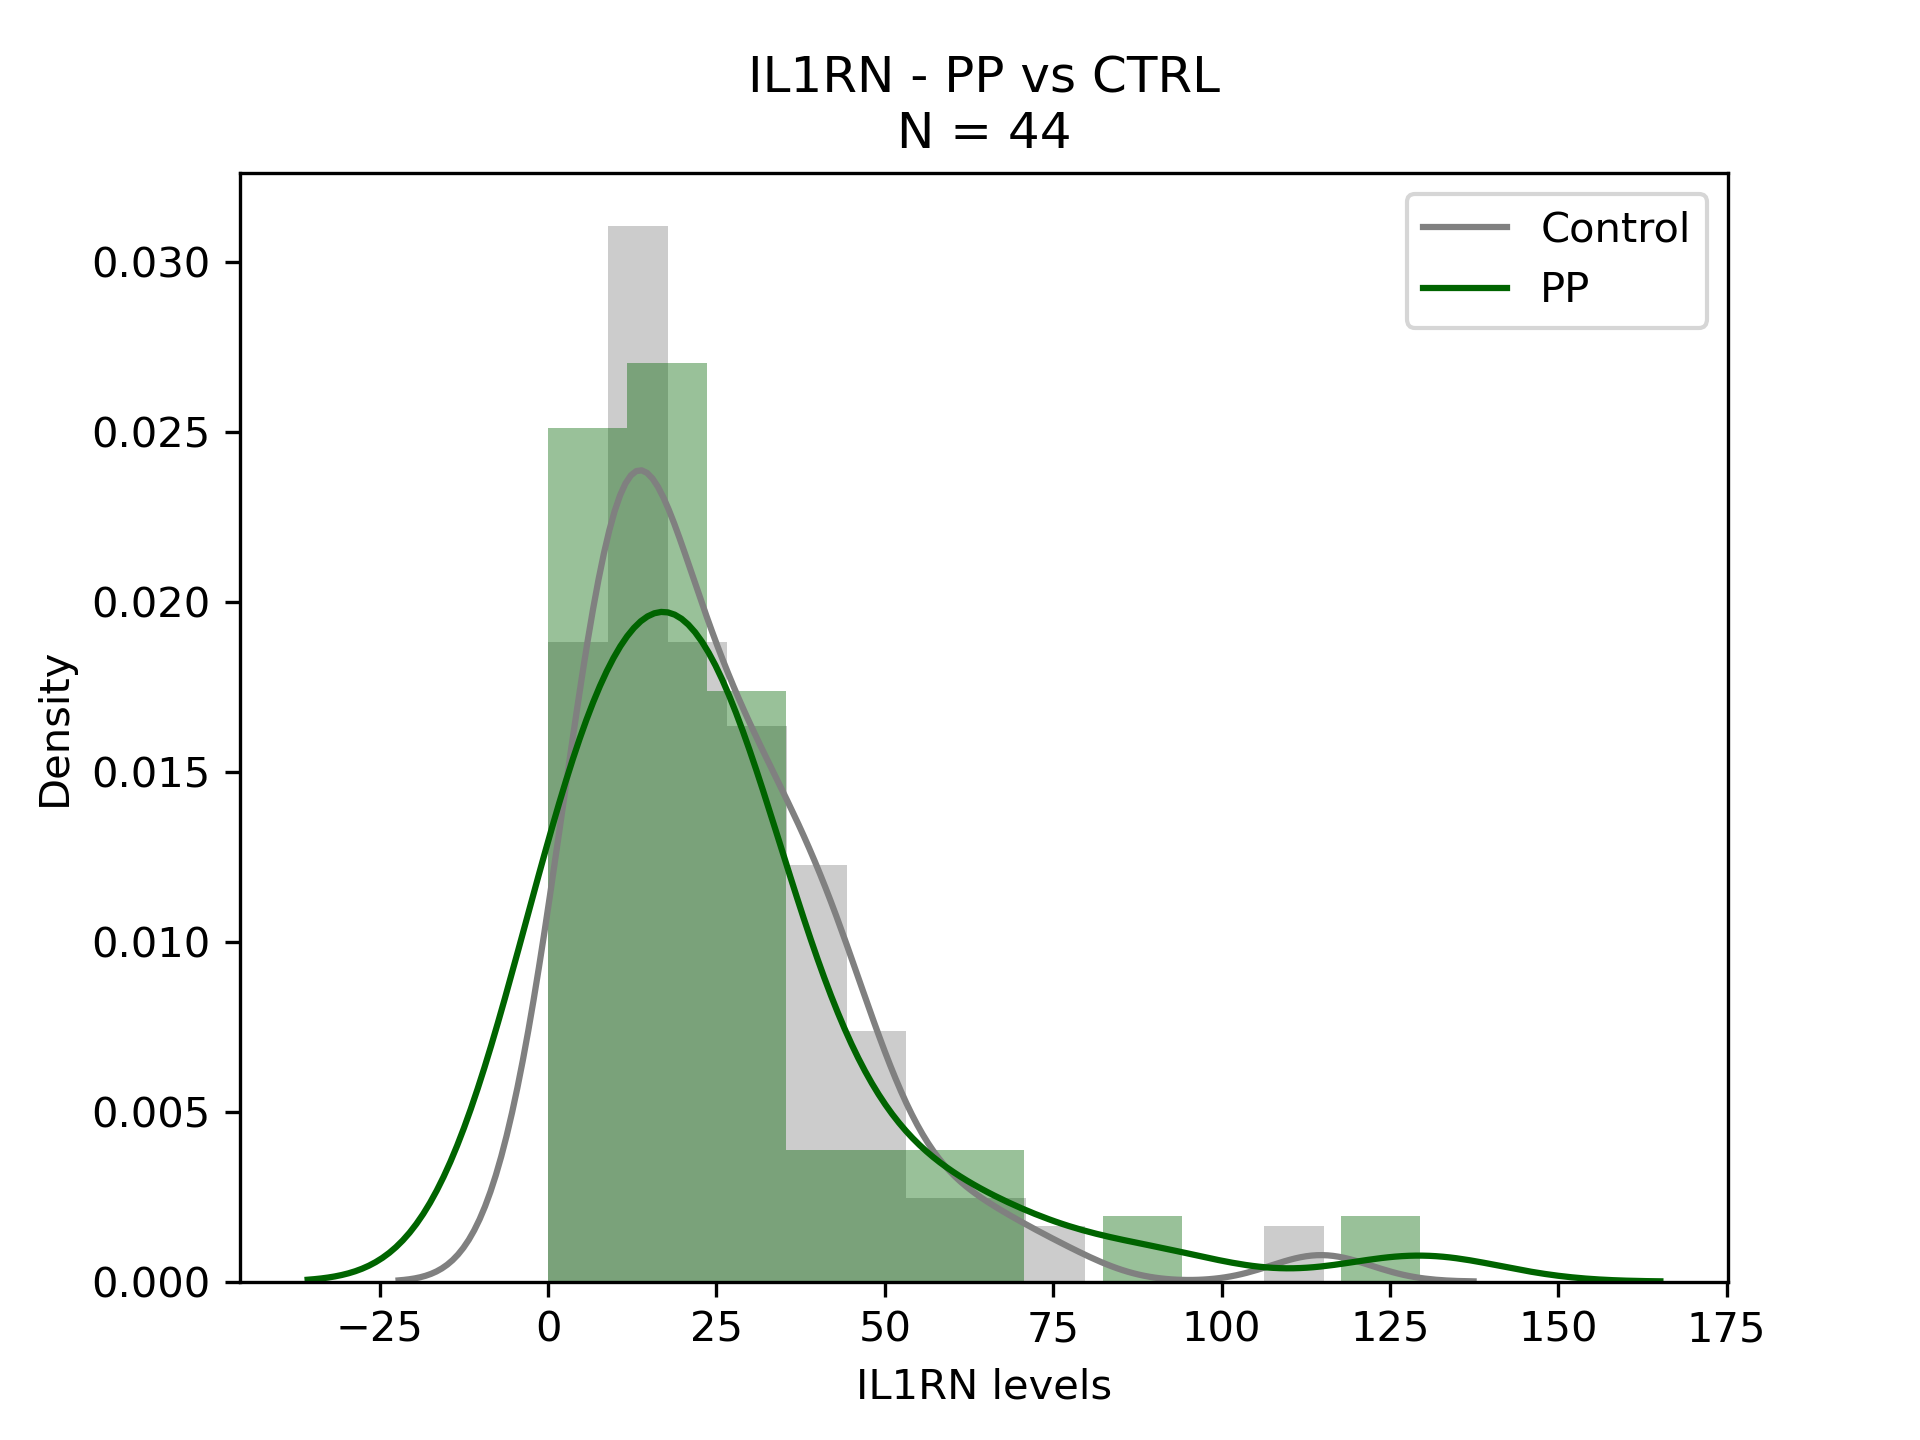 IL1RN - PP vs CTRL
N = 44
Control
PP
0.030
0.025
0.020
0.015
0.010
0.005
0.000
Density
−25 0 25 50 75 100 125 150 175
IL1RN levels